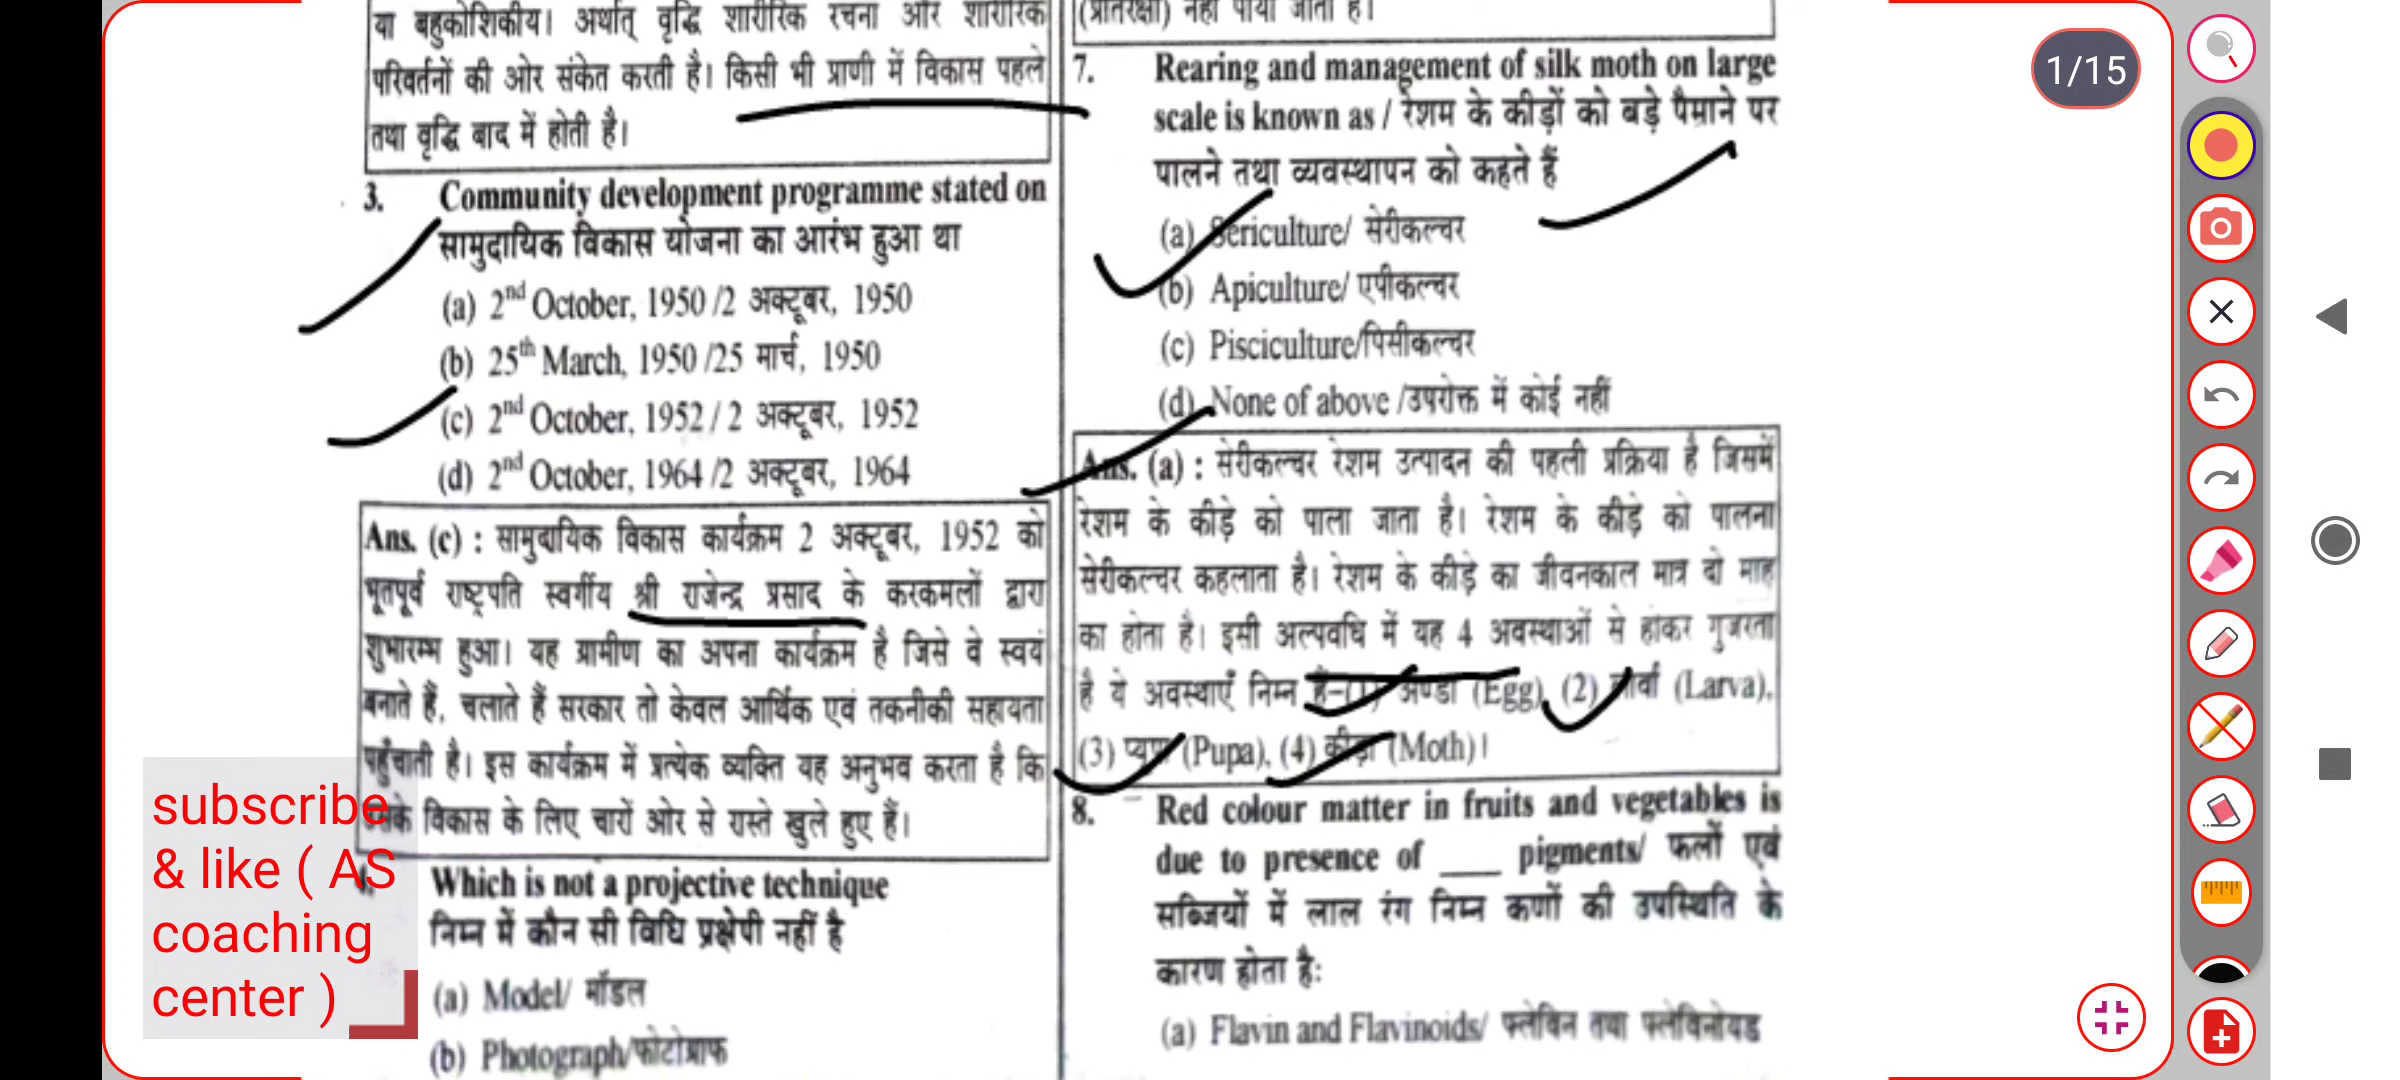 या बहुकोशिकीय। अर्थात् वृद्धि शारीरिक रचना और शारीरिक
परिवर्तनों की ओर संकेत करती है। किसी भी प्राणी में विकास पहले
तथा वृद्धि बाद में होती है।
3. Community development programme stated on
सामुदायिक विकास योजना का आरंभ हुआ था
(a) 2nd October, 1950 /2 अक्टूबर, 1950
(b) 25th March, 1950 /25 मार्च, 1950
(c) 2nd October, 1952 / 2 अक्टूबर, 1952
(d) 2nd October, 1964 /2 अक्टूबर, 1964
Ans. (c) : सामुदायिक विकास कार्यक्रम 2 अक्टूबर, 1952 को
भूतपूर्व राष्ट्रपति स्वर्गीय श्री राजेन्द्र प्रसाद के करकमलों द्वारा
शुभारम्भ हुआ। यह ग्रामीण का अपना कार्यक्रम है जिसे वे स्वयं
बनाते हैं, चलाते हैं सरकार तो केवल आर्थिक एवं तकनीकी सहायता
पहुँचाती है। इस कार्यक्रम में प्रत्येक व्यक्ति यह अनुभव करता है कि
उसके विकास के लिए चारों ओर से रास्ते खुले हुए हैं।
Which is not a projective technique
निम्न में कौन सी विधि प्रक्षेपी नहीं है
(a) Model/ मॉडल
(b) Photograph/फोटोग्राफ
(प्रतिरक्षा) नहीं पाया जाता है।
7. Rearing and management of silk moth on large
scale is known as / रेशम के कीड़ों को बड़े पैमाने पर
पालने तथा व्यवस्थापन को कहते हैं
(a) Sericulture/ सेरीकल्चर
(b) Apiculture/ एपीकल्चर
(c) Pisciculture/पिसीकल्चर
(d) None of above /उपरोक्त में कोई नहीं
Ans. (a) : सेरीकल्चर रेशम उत्पादन की पहली प्रक्रिया है जिसमें
रेशम के कीड़े को पाला जाता है। रेशम के कीड़े को पालना
सेरीकल्चर कहलाता है। रेशम के कीड़े का जीवनकाल मात्र दो माह
का होता है। इसी अल्पवधि में यह 4 अवस्थाओं से होकर गुजरता
है ये अवस्थाएँ निम्न हैं–(1) अण्डा (Egg), (2) लार्वा (Larva),
(3) प्यूपा (Pupa), (4) कीड़ा (Moth)।
8. Red colour matter in fruits and vegetables is
due to presence of ____ pigments/ फलों एवं
सब्जियों में लाल रंग निम्न कणों की उपस्थिति के
कारण होता है:
(a) Flavin and Flavinoids/ फ्लेविन तथा फ्लेविनोयड
1/15
subscribe
& like ( AS
coaching
center )